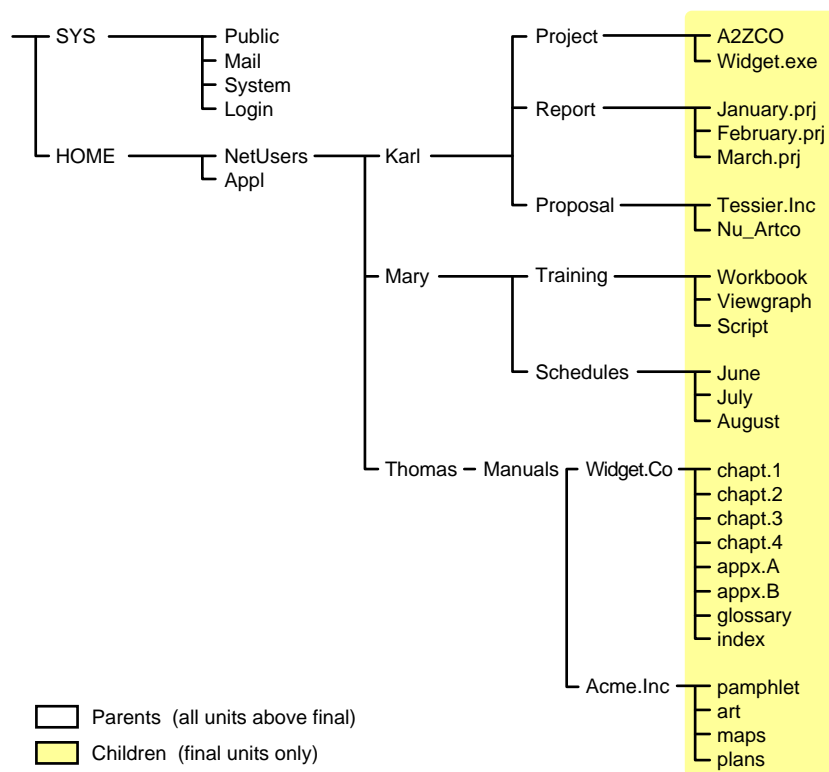 SYS Public Project A2ZCO
Mail Widget.exe
System
Login Report January.prj
February.prj
HOME NetUsers Karl March.prj
Appl
Proposal Tessier.Inc
Nu_Artco
Mary Training Workbook
Viewgraph
Script
Schedules June
July
August
Thomas Manuals Widget.Co chapt.1
chapt.2
chapt.3
chapt.4
appx.A
appx.B
glossary
index
Acme.Inc pamphlet
art
maps
plans
Parents (all units above final)
Children (final units only)